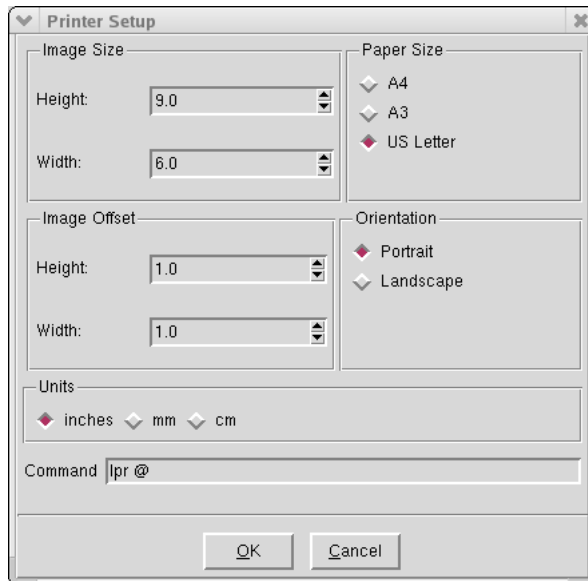 Printer Setup
Image Size
Height: 9.0
Width: 6.0
Paper Size
A4
A3
US Letter
Image Offset
Height: 1.0
Width: 1.0
Orientation
Portrait
Landscape
Units
inches mm cm
Command lpr @
OK Cancel